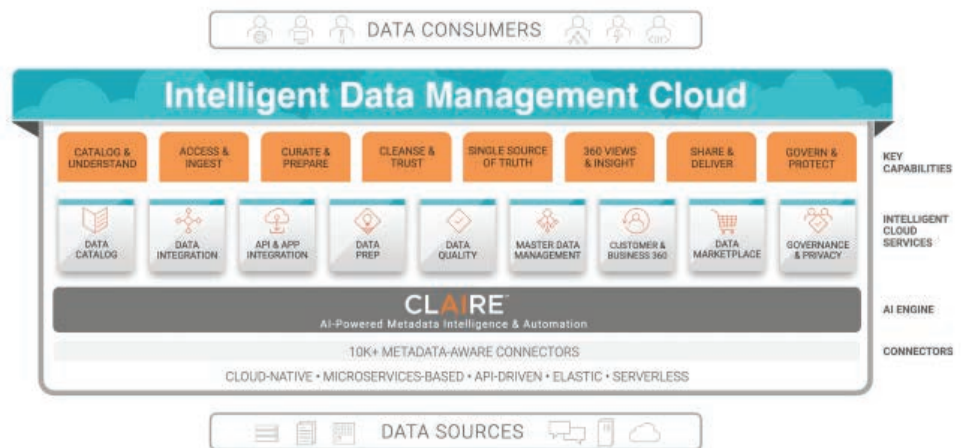 DATA CONSUMERS
Intelligent Data Management Cloud
CATALOG &
UNDERSTAND
ACCESS &
INGEST
CURATE &
PREPARE
CLEANSE &
TRUST
SINGLE SOURCE
OF TRUTH
360 VIEWS
& INSIGHT
SHARE &
DELIVER
GOVERN &
PROTECT
KEY
CAPABILITIES
DATA
CATALOG
DATA
INTEGRATION
API & APP
INTEGRATION
DATA
PREP
DATA
QUALITY
MASTER DATA
MANAGEMENT
CUSTOMER &
BUSINESS 360
DATA
MARKETPLACE
GOVERNANCE
& PRIVACY
INTELLIGENT
CLOUD
SERVICES
CLAIRE™
AI-Powered Metadata Intelligence & Automation
AI ENGINE
10K+ METADATA-AWARE CONNECTORS
CONNECTORS
CLOUD-NATIVE • MICROSERVICES-BASED • API-DRIVEN • ELASTIC • SERVERLESS
DATA SOURCES